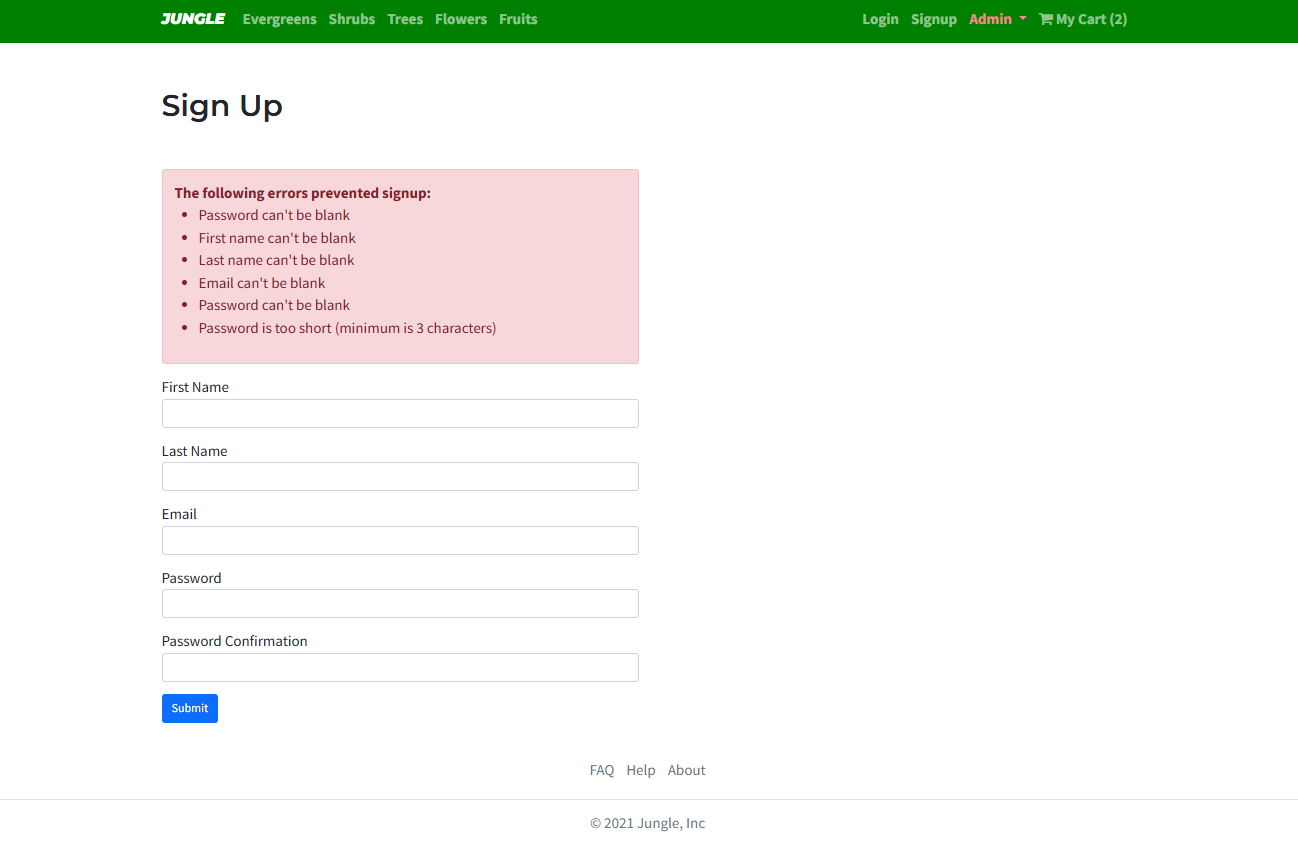 JUNGLE Evergreens Shrubs Trees Flowers Fruits Login Signup Admin My Cart (2)
Sign Up
The following errors prevented signup:
Password can't be blank
First name can't be blank
Last name can't be blank
Email can't be blank
Password can't be blank
Password is too short (minimum is 3 characters)
First Name
Last Name
Email
Password
Password Confirmation
Submit
FAQ Help About
© 2021 Jungle, Inc